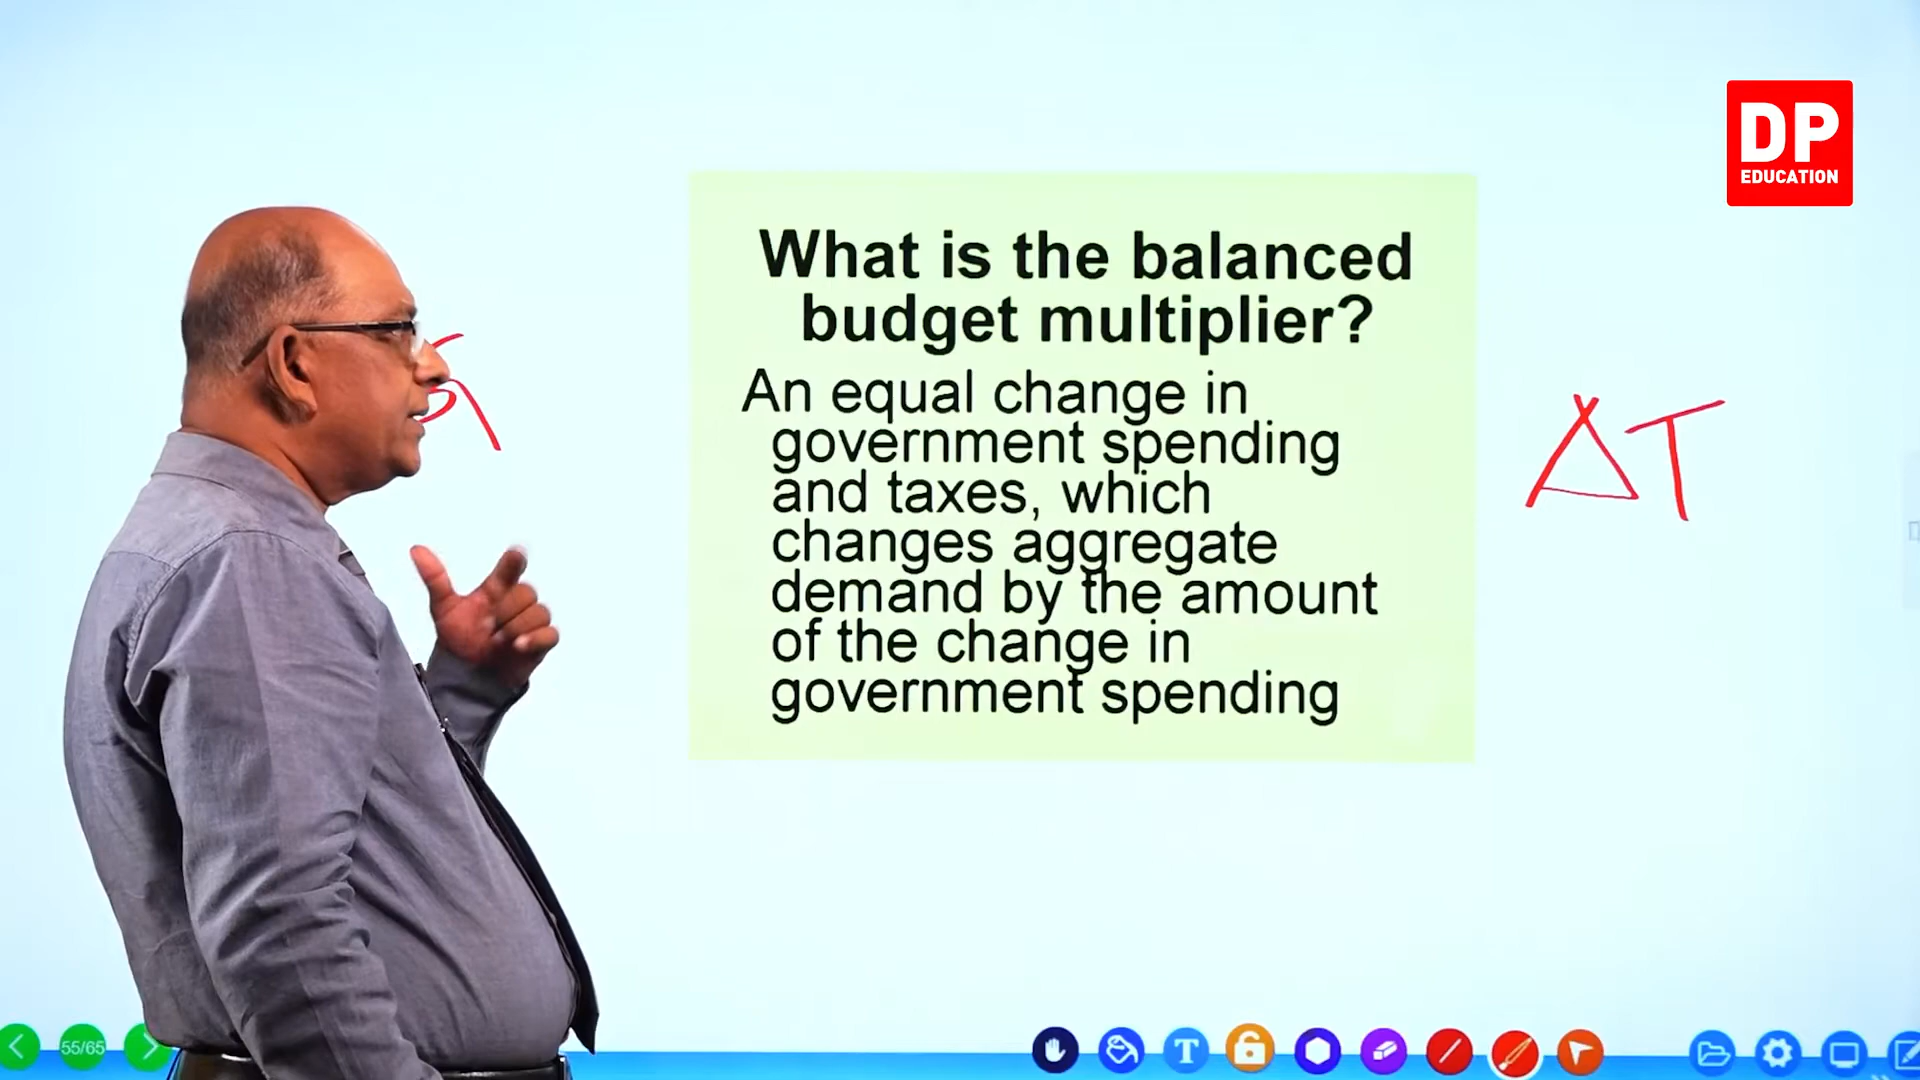 DP
EDUCATION
What is the balanced
budget multiplier?
An equal change in
government spending
and taxes, which
changes aggregate
demand by the amount
of the change in
government spending
ΔT
55/65
T